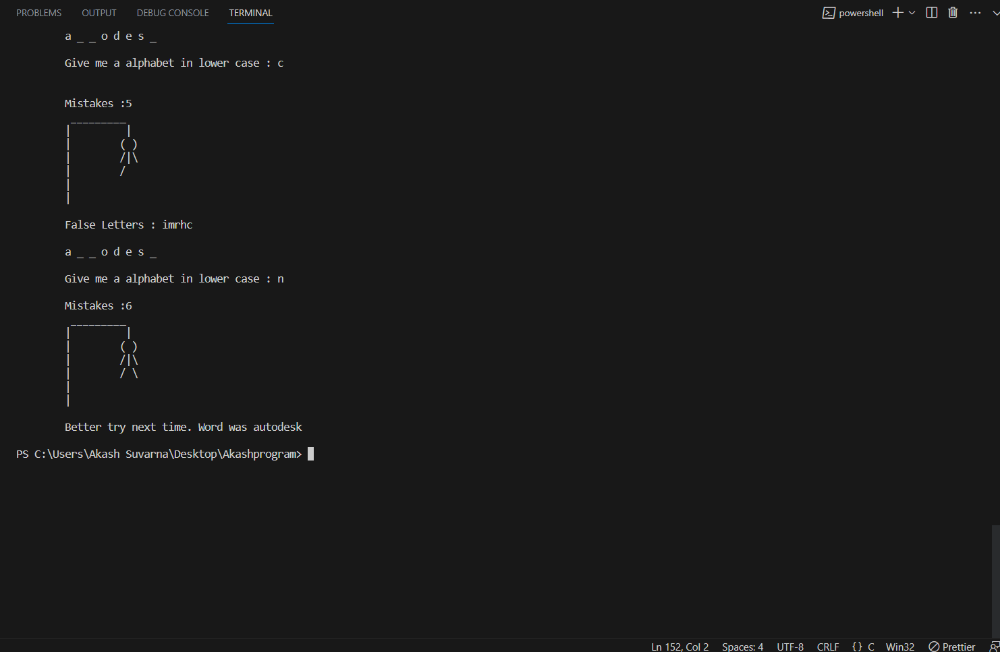 PROBLEMS OUTPUT DEBUG CONSOLE TERMINAL powershell
a _ _ o d e s _
Give me a alphabet in lower case : c
Mistakes :5
 _________
|         |
|        ( )
|        /|\
|        /
|
|
False Letters : imrhc
a _ _ o d e s _
Give me a alphabet in lower case : n
Mistakes :6
 _________
|         |
|        ( )
|        /|\
|        / \
|
|
Better try next time. Word was autodesk
PS C:\Users\Akash Suvarna\Desktop\Akashprogram>
Ln 152, Col 2 Spaces: 4 UTF-8 CRLF {} C Win32 Prettier